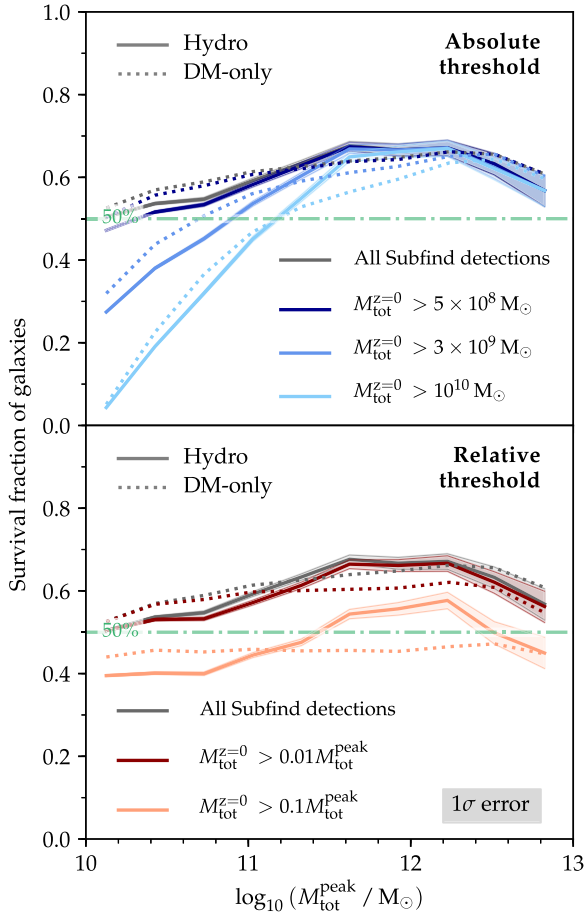 1.0
Hydro
DM-only
Absolute
threshold
0.8
0.6
50%
0.4
All Subfind detections
M_tot^{z=0} > 5 × 10^8 M_⊙
M_tot^{z=0} > 3 × 10^9 M_⊙
0.2
M_tot^{z=0} > 10^{10} M_⊙
0.0
Survival fraction of galaxies
Hydro
DM-only
Relative
threshold
0.8
0.6
50%
0.4
All Subfind detections
M_tot^{z=0} > 0.01M_tot^{peak}
0.2
M_tot^{z=0} > 0.1M_tot^{peak}
1σ error
0.0
10 11 12 13
log_{10} (M_tot^{peak} / M_⊙)